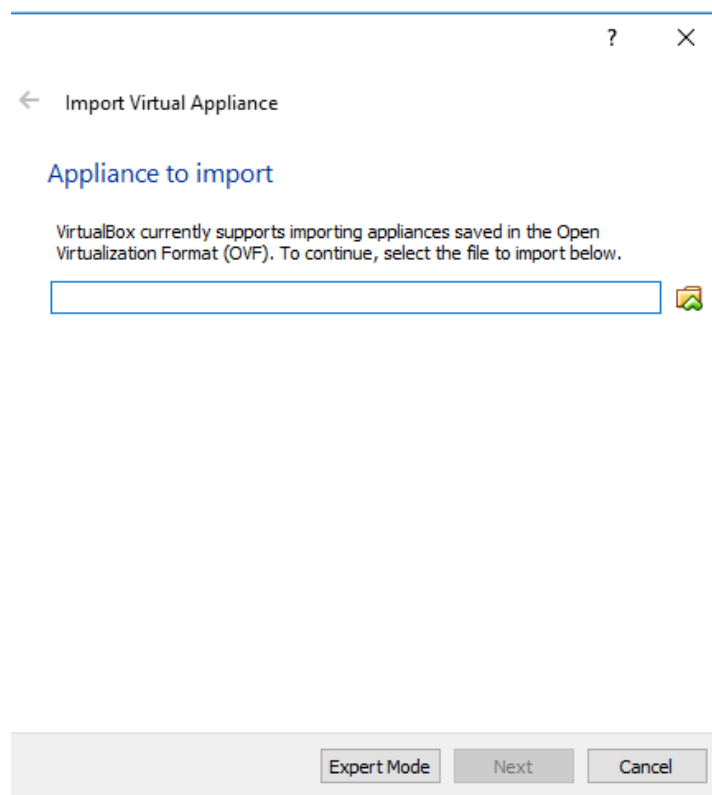 ?
Import Virtual Appliance
Appliance to import
VirtualBox currently supports importing appliances saved in the Open
Virtualization Format (OVF). To continue, select the file to import below.
Expert Mode Next Cancel